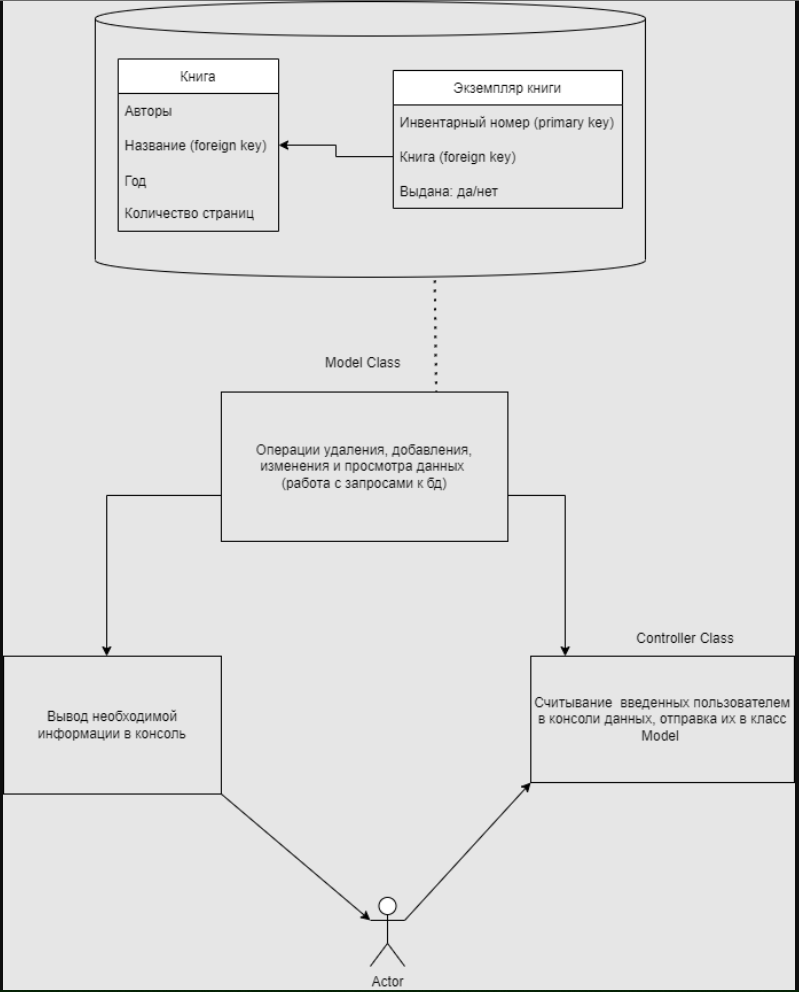 Книга
Авторы
Название (foreign key)
Год
Количество страниц
Экземпляр книги
Инвентарный номер (primary key)
Книга (foreign key)
Выдана: да/нет
Model Class
Операции удаления, добавления,
изменения и просмотра данных
(работа с запросами к бд)
Controller Class
Вывод необходимой
информации в консоль
Считывание введенных пользователем
в консоли данных, отправка их в класс
Model
Actor